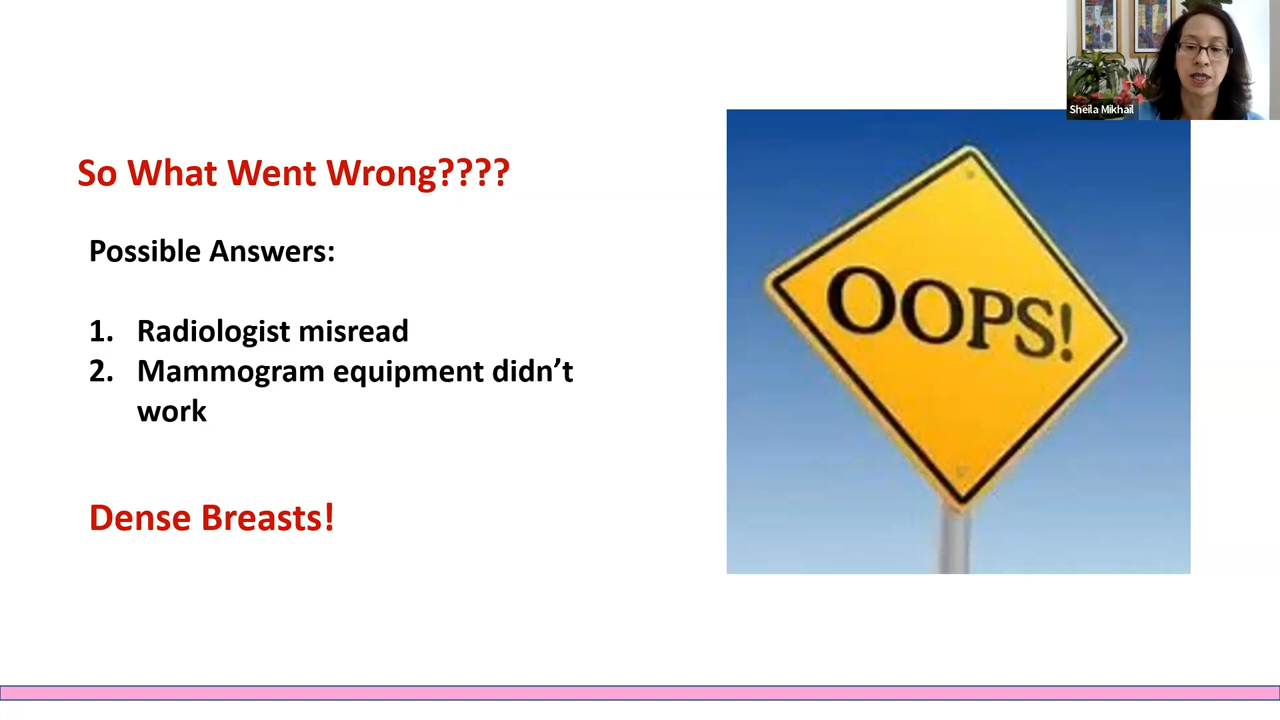 Sheila Mikhail
So What Went Wrong????
Possible Answers:
1. Radiologist misread
2. Mammogram equipment didn’t
work
Dense Breasts!
OOPS!